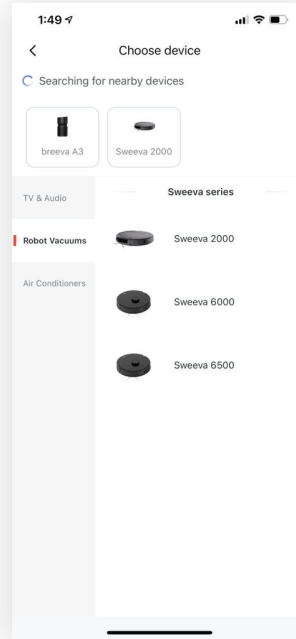 1:49
Choose device
Searching for nearby devices
breeva A3
Sweeva 2000
TV & Audio
Sweeva series
Robot Vacuums
Sweeva 2000
Air Conditioners
Sweeva 6000
Sweeva 6500